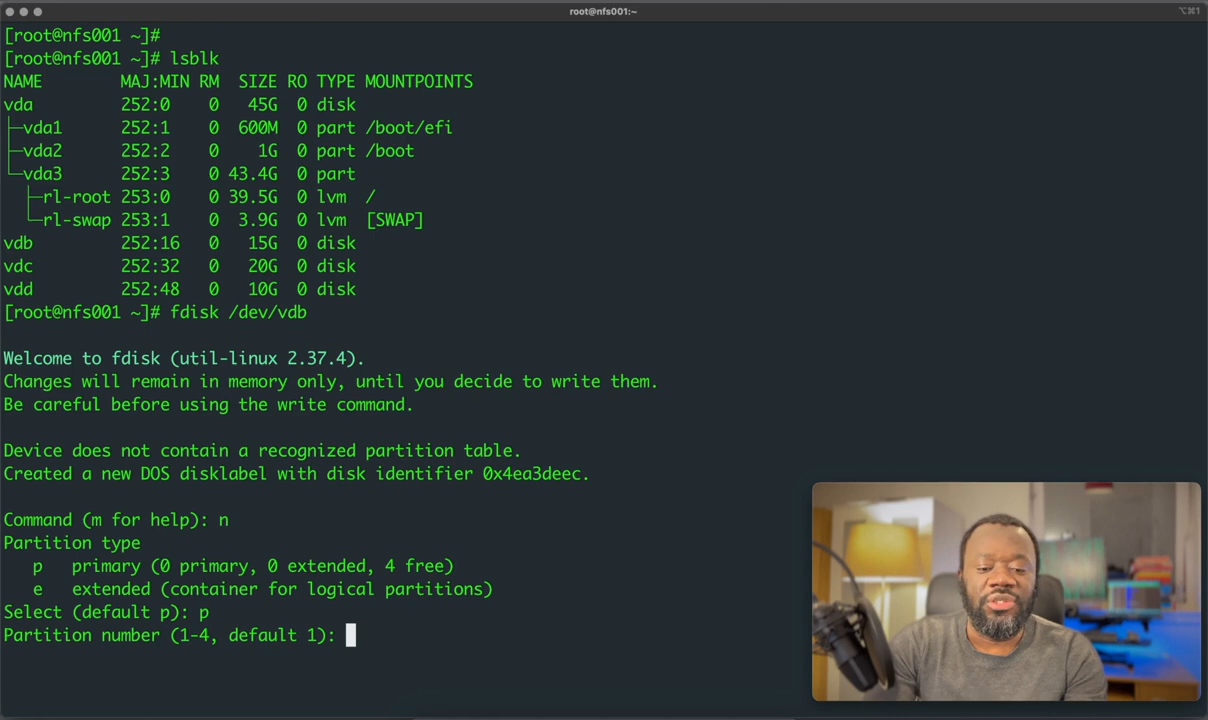 root@nfs001:~
⌥⌘1
[root@nfs001 ~]#
[root@nfs001 ~]# lsblk
NAME        MAJ:MIN RM  SIZE RO TYPE MOUNTPOINTS
vda         252:0    0   45G  0 disk
├─vda1      252:1    0  600M  0 part /boot/efi
├─vda2      252:2    0    1G  0 part /boot
└─vda3      252:3    0 43.4G  0 part
  ├─rl-root 253:0    0 39.5G  0 lvm  /
  └─rl-swap 253:1    0  3.9G  0 lvm  [SWAP]
vdb         252:16   0   15G  0 disk
vdc         252:32   0   20G  0 disk
vdd         252:48   0   10G  0 disk
[root@nfs001 ~]# fdisk /dev/vdb
Welcome to fdisk (util-linux 2.37.4).
Changes will remain in memory only, until you decide to write them.
Be careful before using the write command.
Device does not contain a recognized partition table.
Created a new DOS disklabel with disk identifier 0x4ea3deec.
Command (m for help): n
Partition type
   p   primary (0 primary, 0 extended, 4 free)
   e   extended (container for logical partitions)
Select (default p): p
Partition number (1-4, default 1):